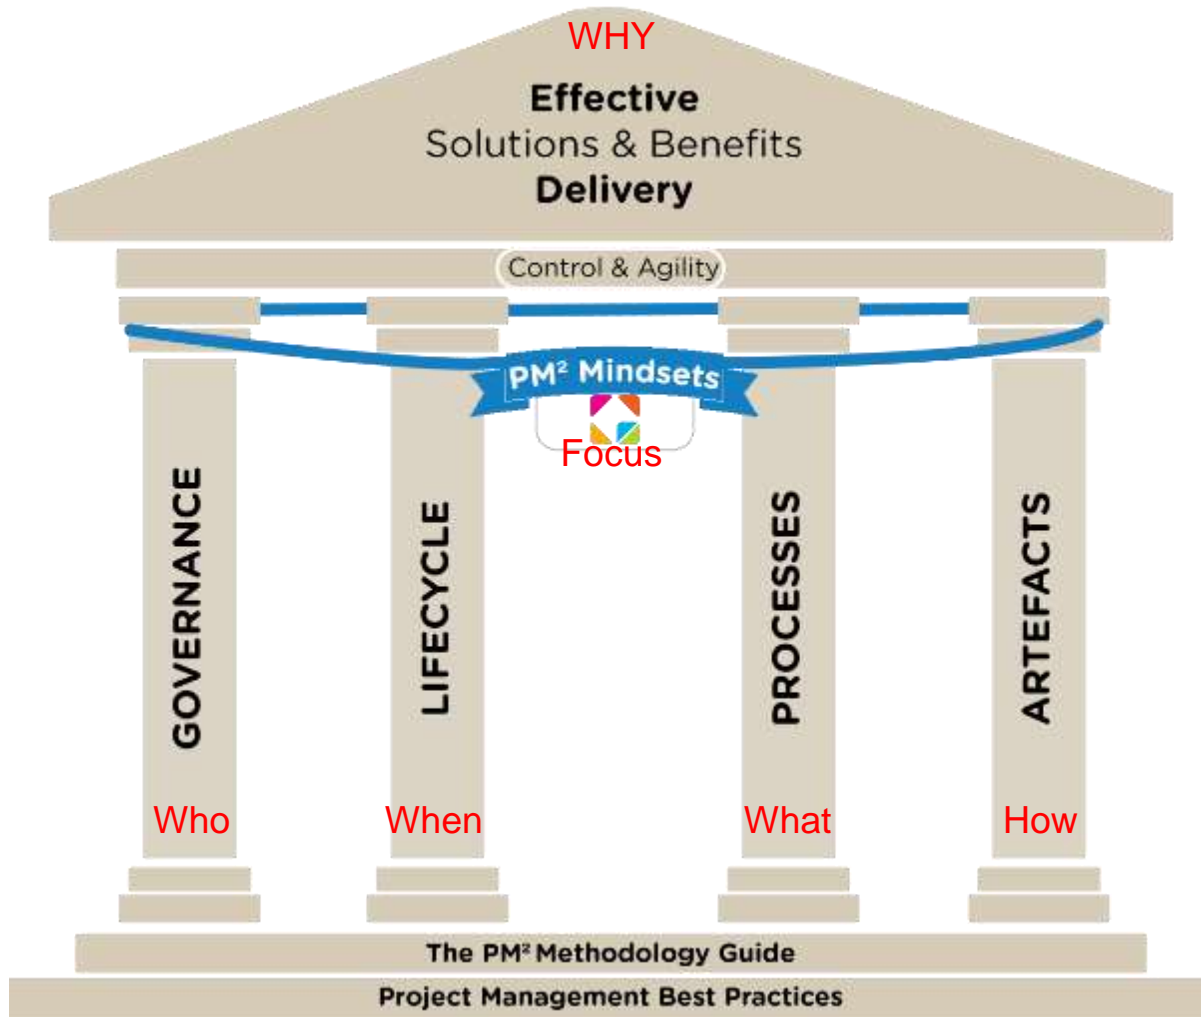 WHY
Effective
Solutions & Benefits
Delivery
Control & Agility
PM² Mindsets
Focus
GOVERNANCE
LIFECYCLE
PROCESSES
ARTEFACTS
Who
When
What
How
The PM² Methodology Guide
Project Management Best Practices